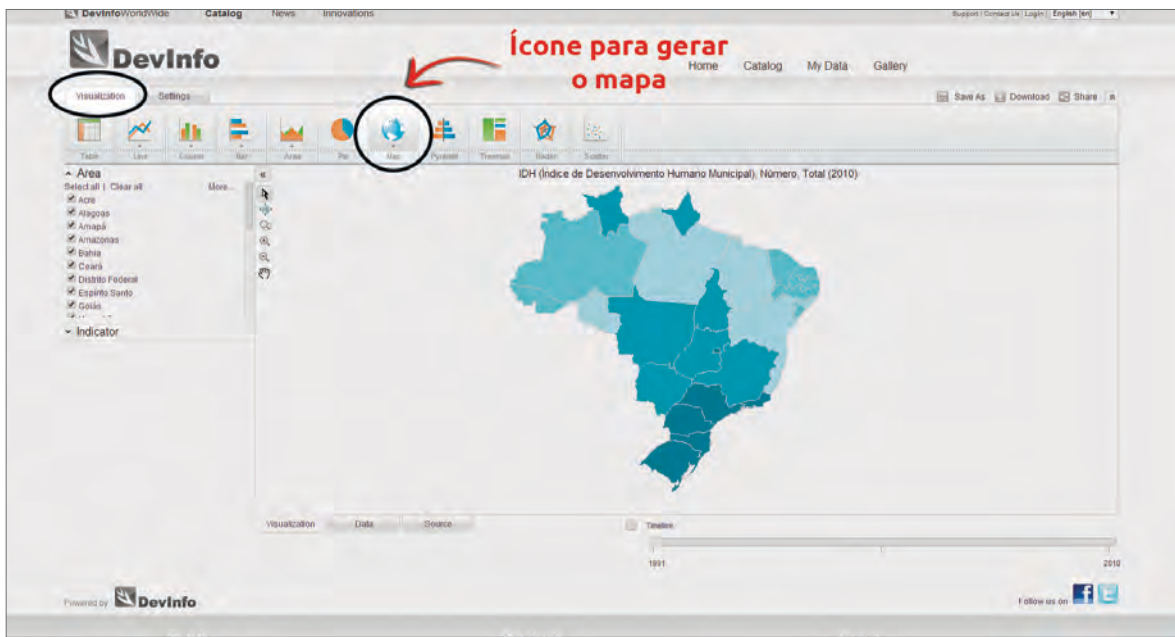 DevInfoWorldWide Catalog News Innovations Support | Contact Us | Login | English [en]
DevInfo
Ícone para gerar
o mapa
Home Catalog My Data Gallery
Visualization Settings Save As Download Share
Table Line Column Bar Area Pie Map Pyramid Treemap Radar Scatter
Area
Select all | Clear all More...
IDH (Índice de Desenvolvimento Humano Municipal), Número, Total (2010)
Acre
Alagoas
Amapá
Amazonas
Bahia
Ceará
Distrito Federal
Espírito Santo
Goiás
Indicator
Visualization Data Source Timeline
1991 2010
Powered by DevInfo Follow us on